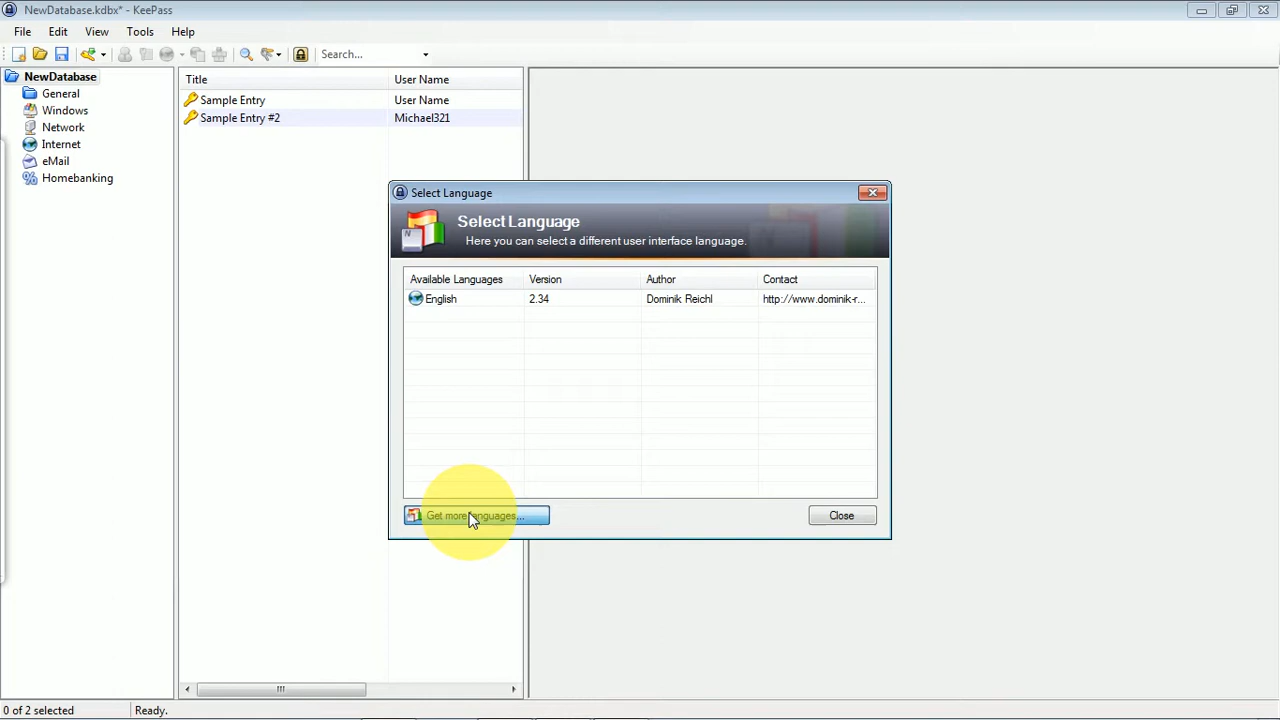 NewDatabase.kdbx* - KeePass
File Edit View Tools Help
Search...
NewDatabase
General
Windows
Network
Internet
eMail
Homebanking
Title User Name
Sample Entry User Name
Sample Entry #2 Michael321
Select Language
Select Language
Here you can select a different user interface language.
Available Languages Version Author Contact
English 2.34 Dominik Reichl http://www.dominik-r...
Get more languages... Close
0 of 2 selected Ready.